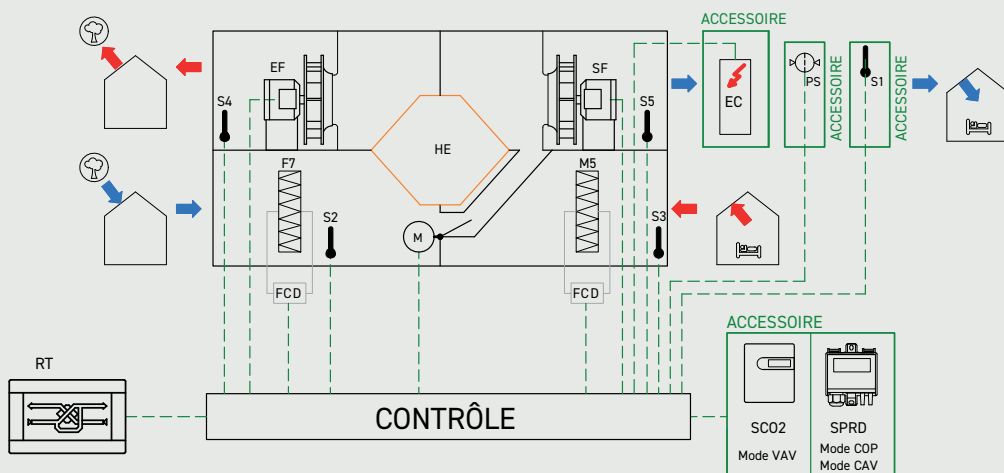 ACCESSOIRE
EF
SF
S4
S5
EC
PS
ACCESSOIRE
S1
ACCESSOIRE
HE
F7
M5
S2
M
S3
FCD
FCD
ACCESSOIRE
RT
CONTRÔLE
SCO2
Mode VAV
SPRD
Mode COP
Mode CAV